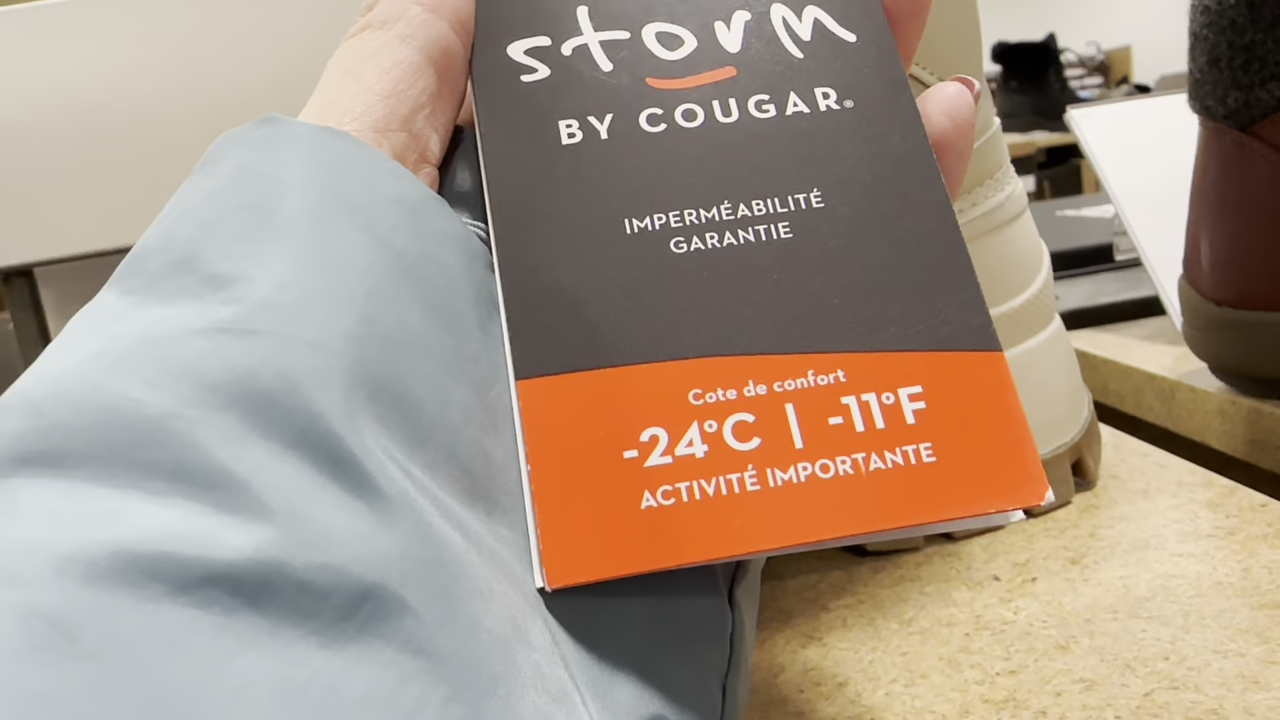 storm
BY COUGAR®
IMPERMÉABILITÉ
GARANTIE
Cote de confort
-24°C | -11°F
ACTIVITÉ IMPORTANTE